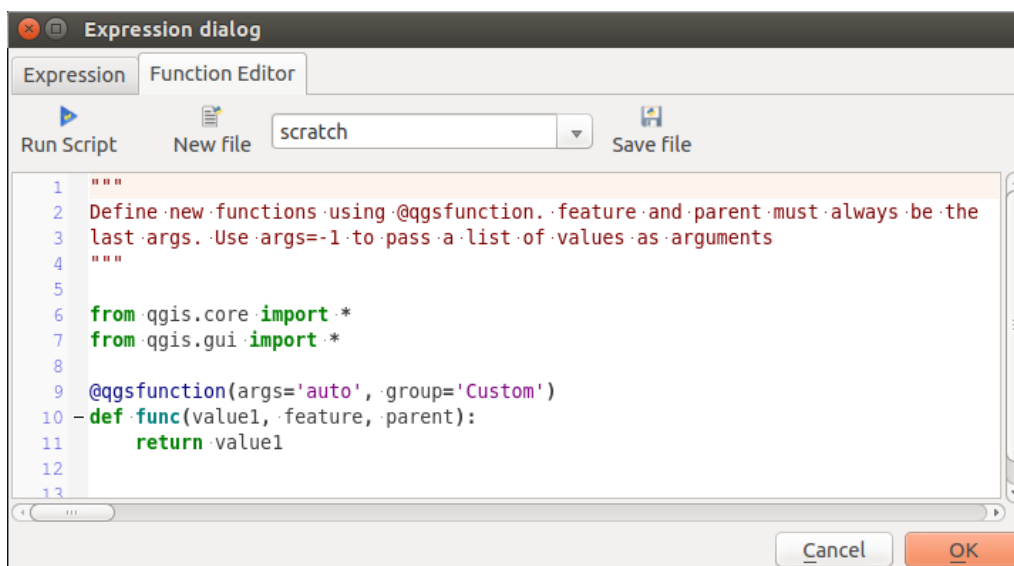 Expression dialog
Expression Function Editor
Run Script New file scratch Save file
1 """
2 Define new functions using @qgsfunction. feature and parent must always be the
3 last args. Use args=-1 to pass a list of values as arguments
4 """
5
6 from qgis.core import *
7 from qgis.gui import *
8
9 @qgsfunction(args='auto', group='Custom')
10 def func(value1, feature, parent):
11     return value1
12
13
Cancel OK